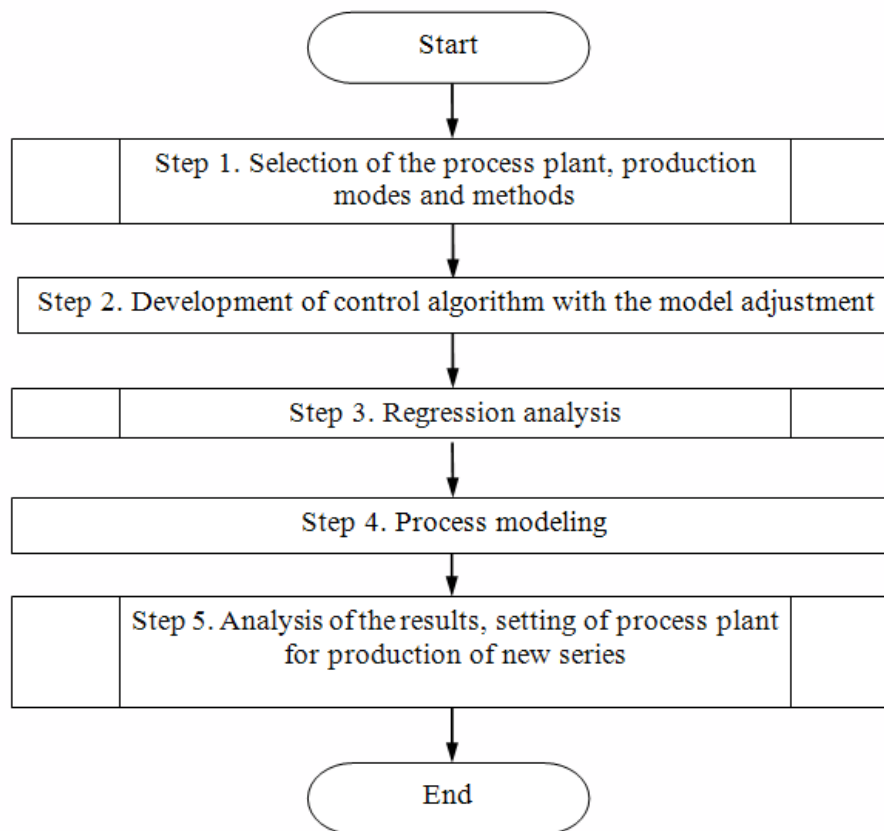 Start
Step 1. Selection of the process plant, production
modes and methods
Step 2. Development of control algorithm with the model adjustment
Step 3. Regression analysis
Step 4. Process modeling
Step 5. Analysis of the results, setting of process plant
for production of new series
End